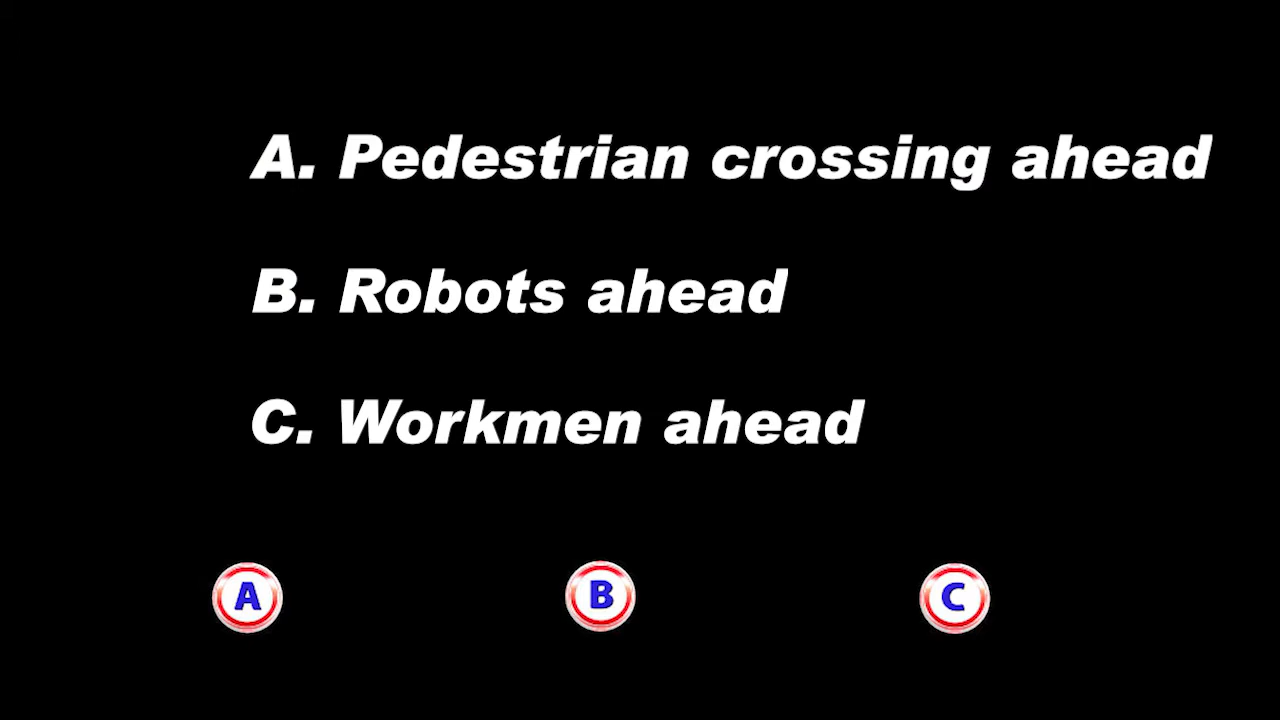 A. Pedestrian crossing ahead
B. Robots ahead
C. Workmen ahead
A B C